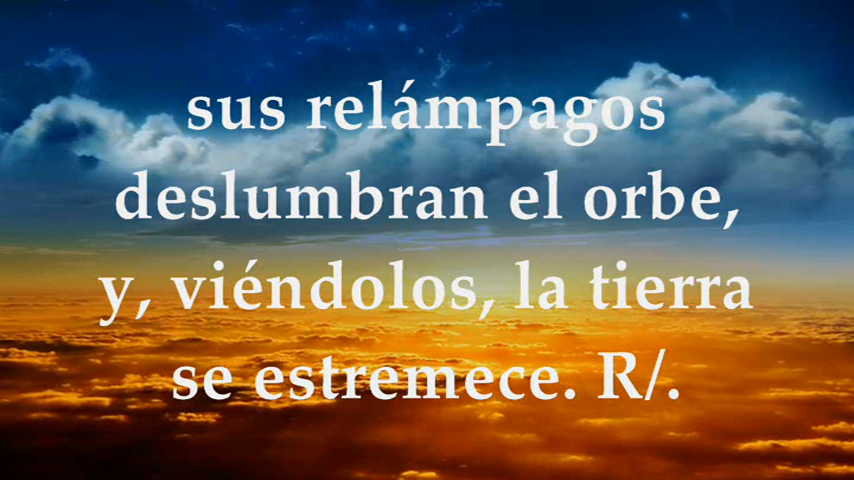 sus relámpagos
deslumbran el orbe,
y, viéndolos, la tierra
se estremece. R/.